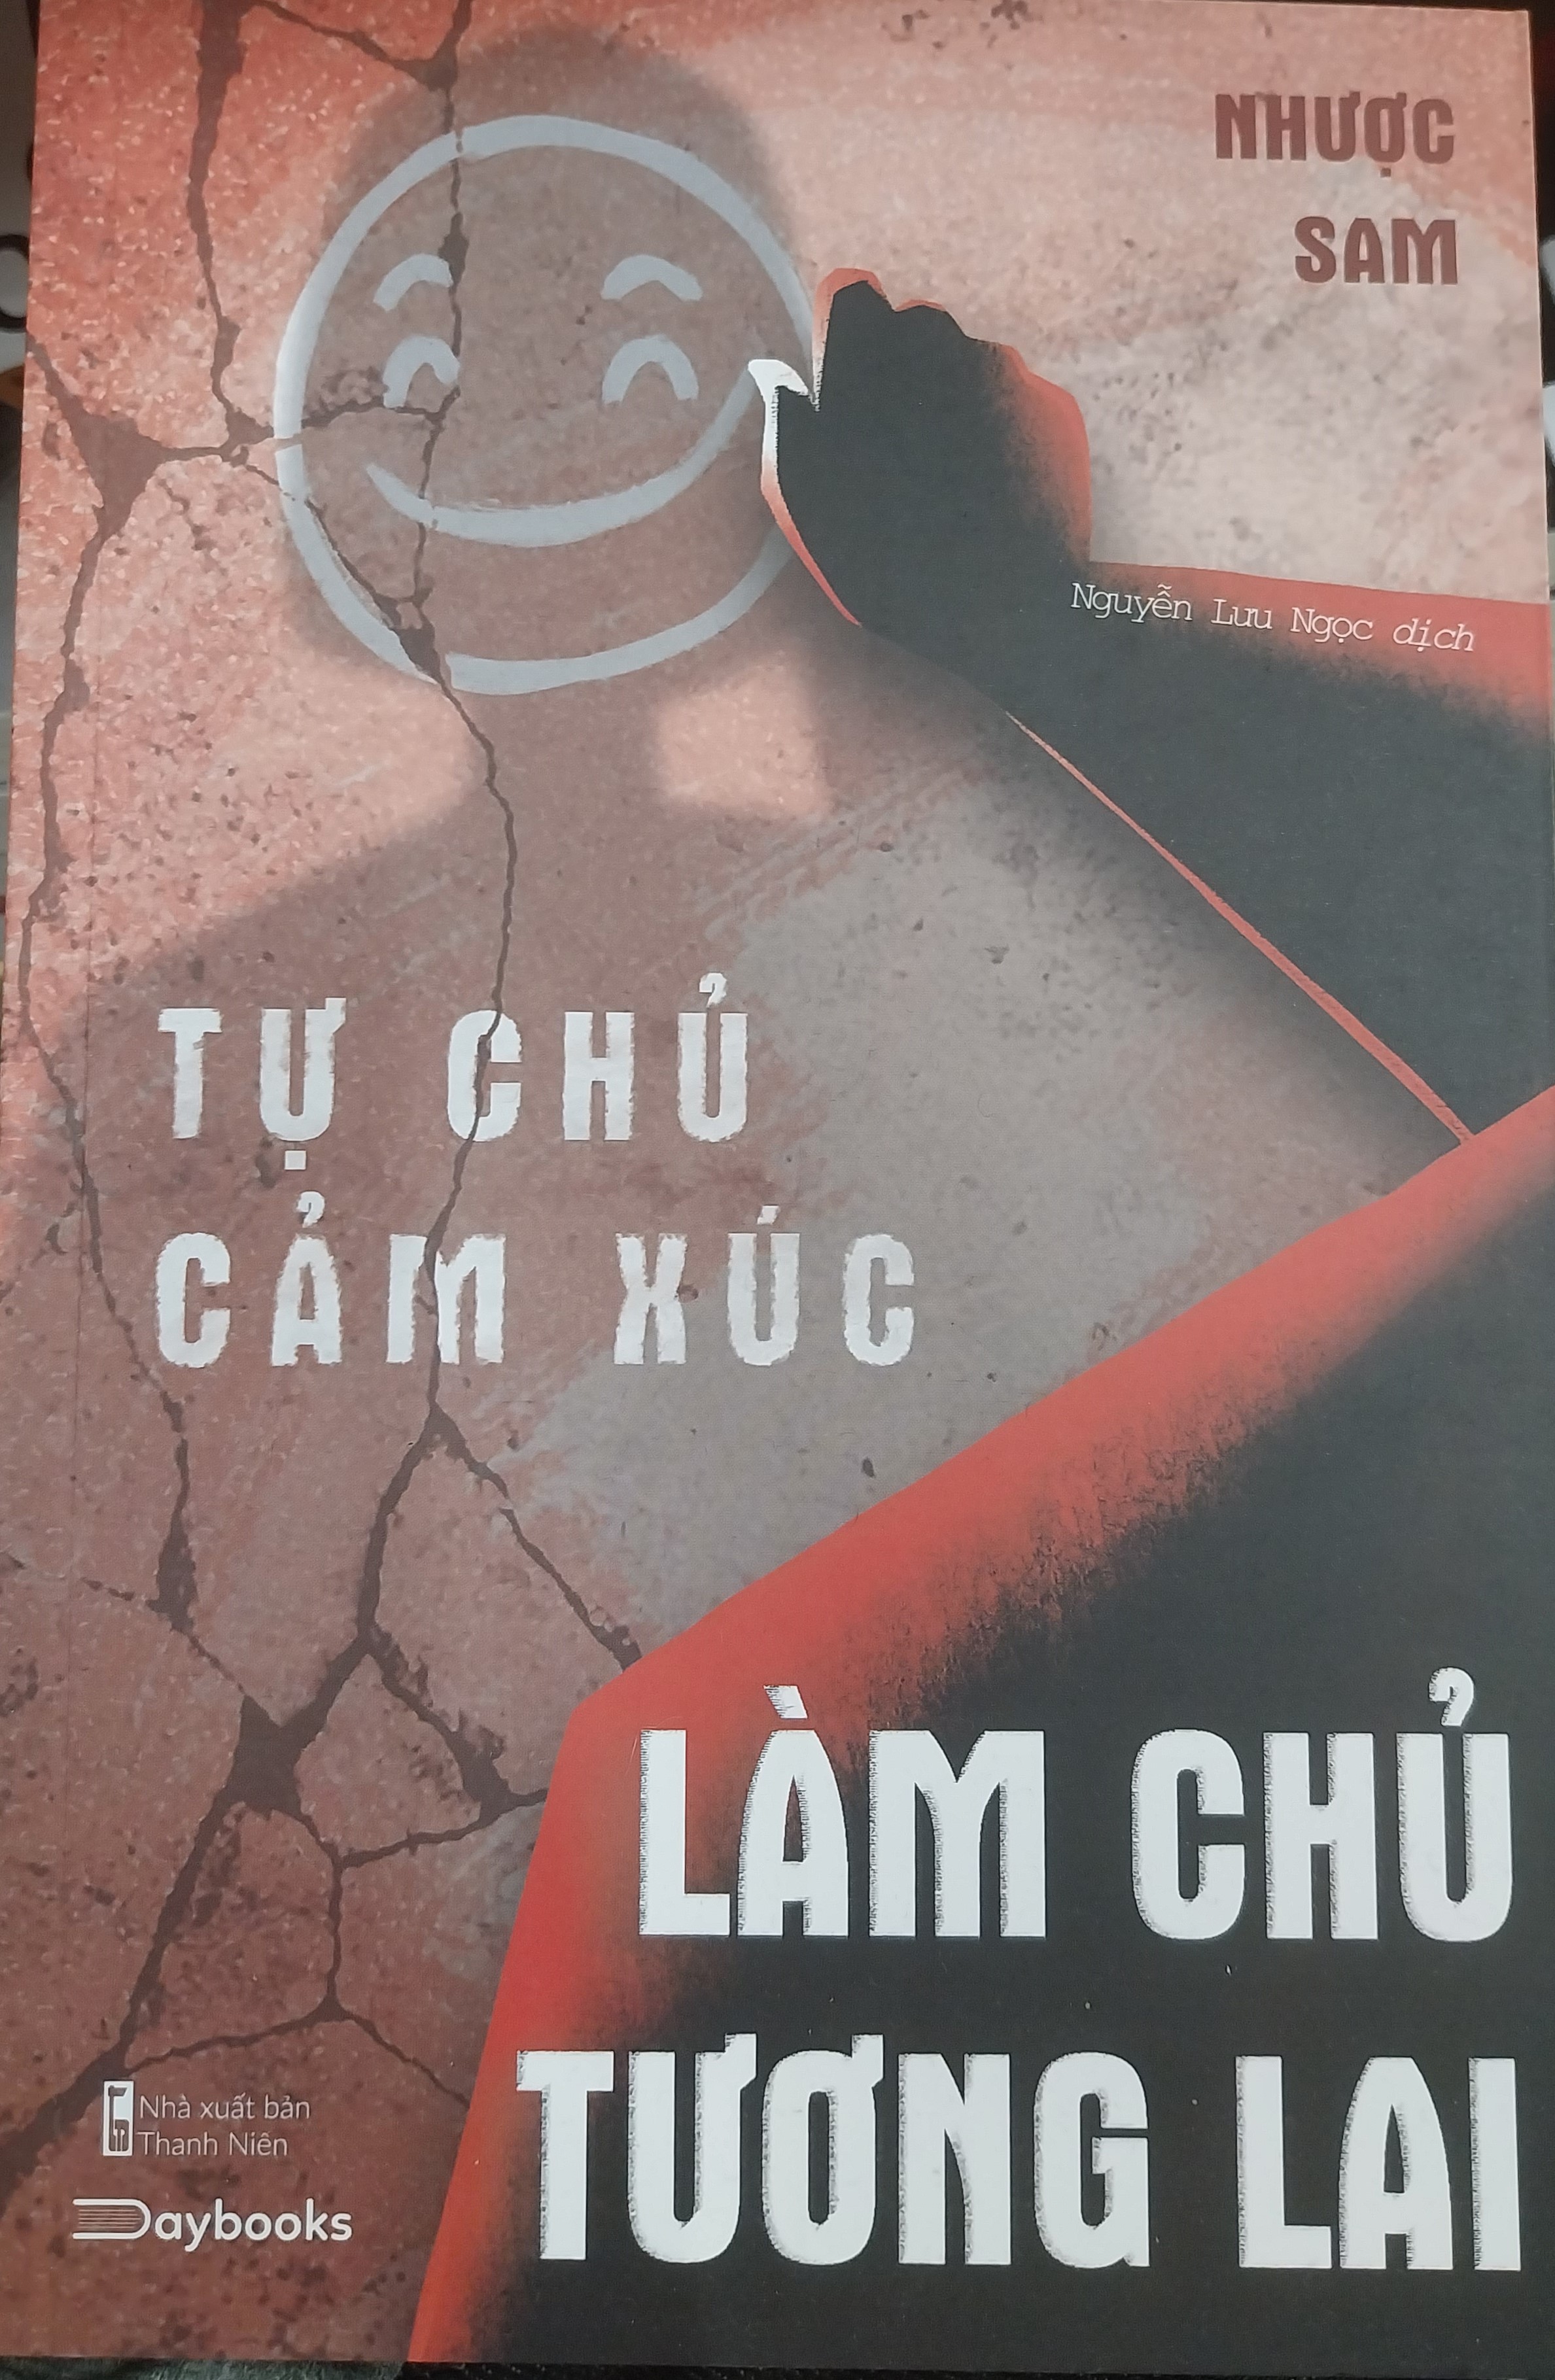 NHƯỢC
SAM
Nguyễn Lưu Ngọc dịch
TỰ CHỦ
CẢM XÚC
LÀM CHỦ
TƯƠNG LAI
Nhà xuất bản
Thanh Niên
Daybooks